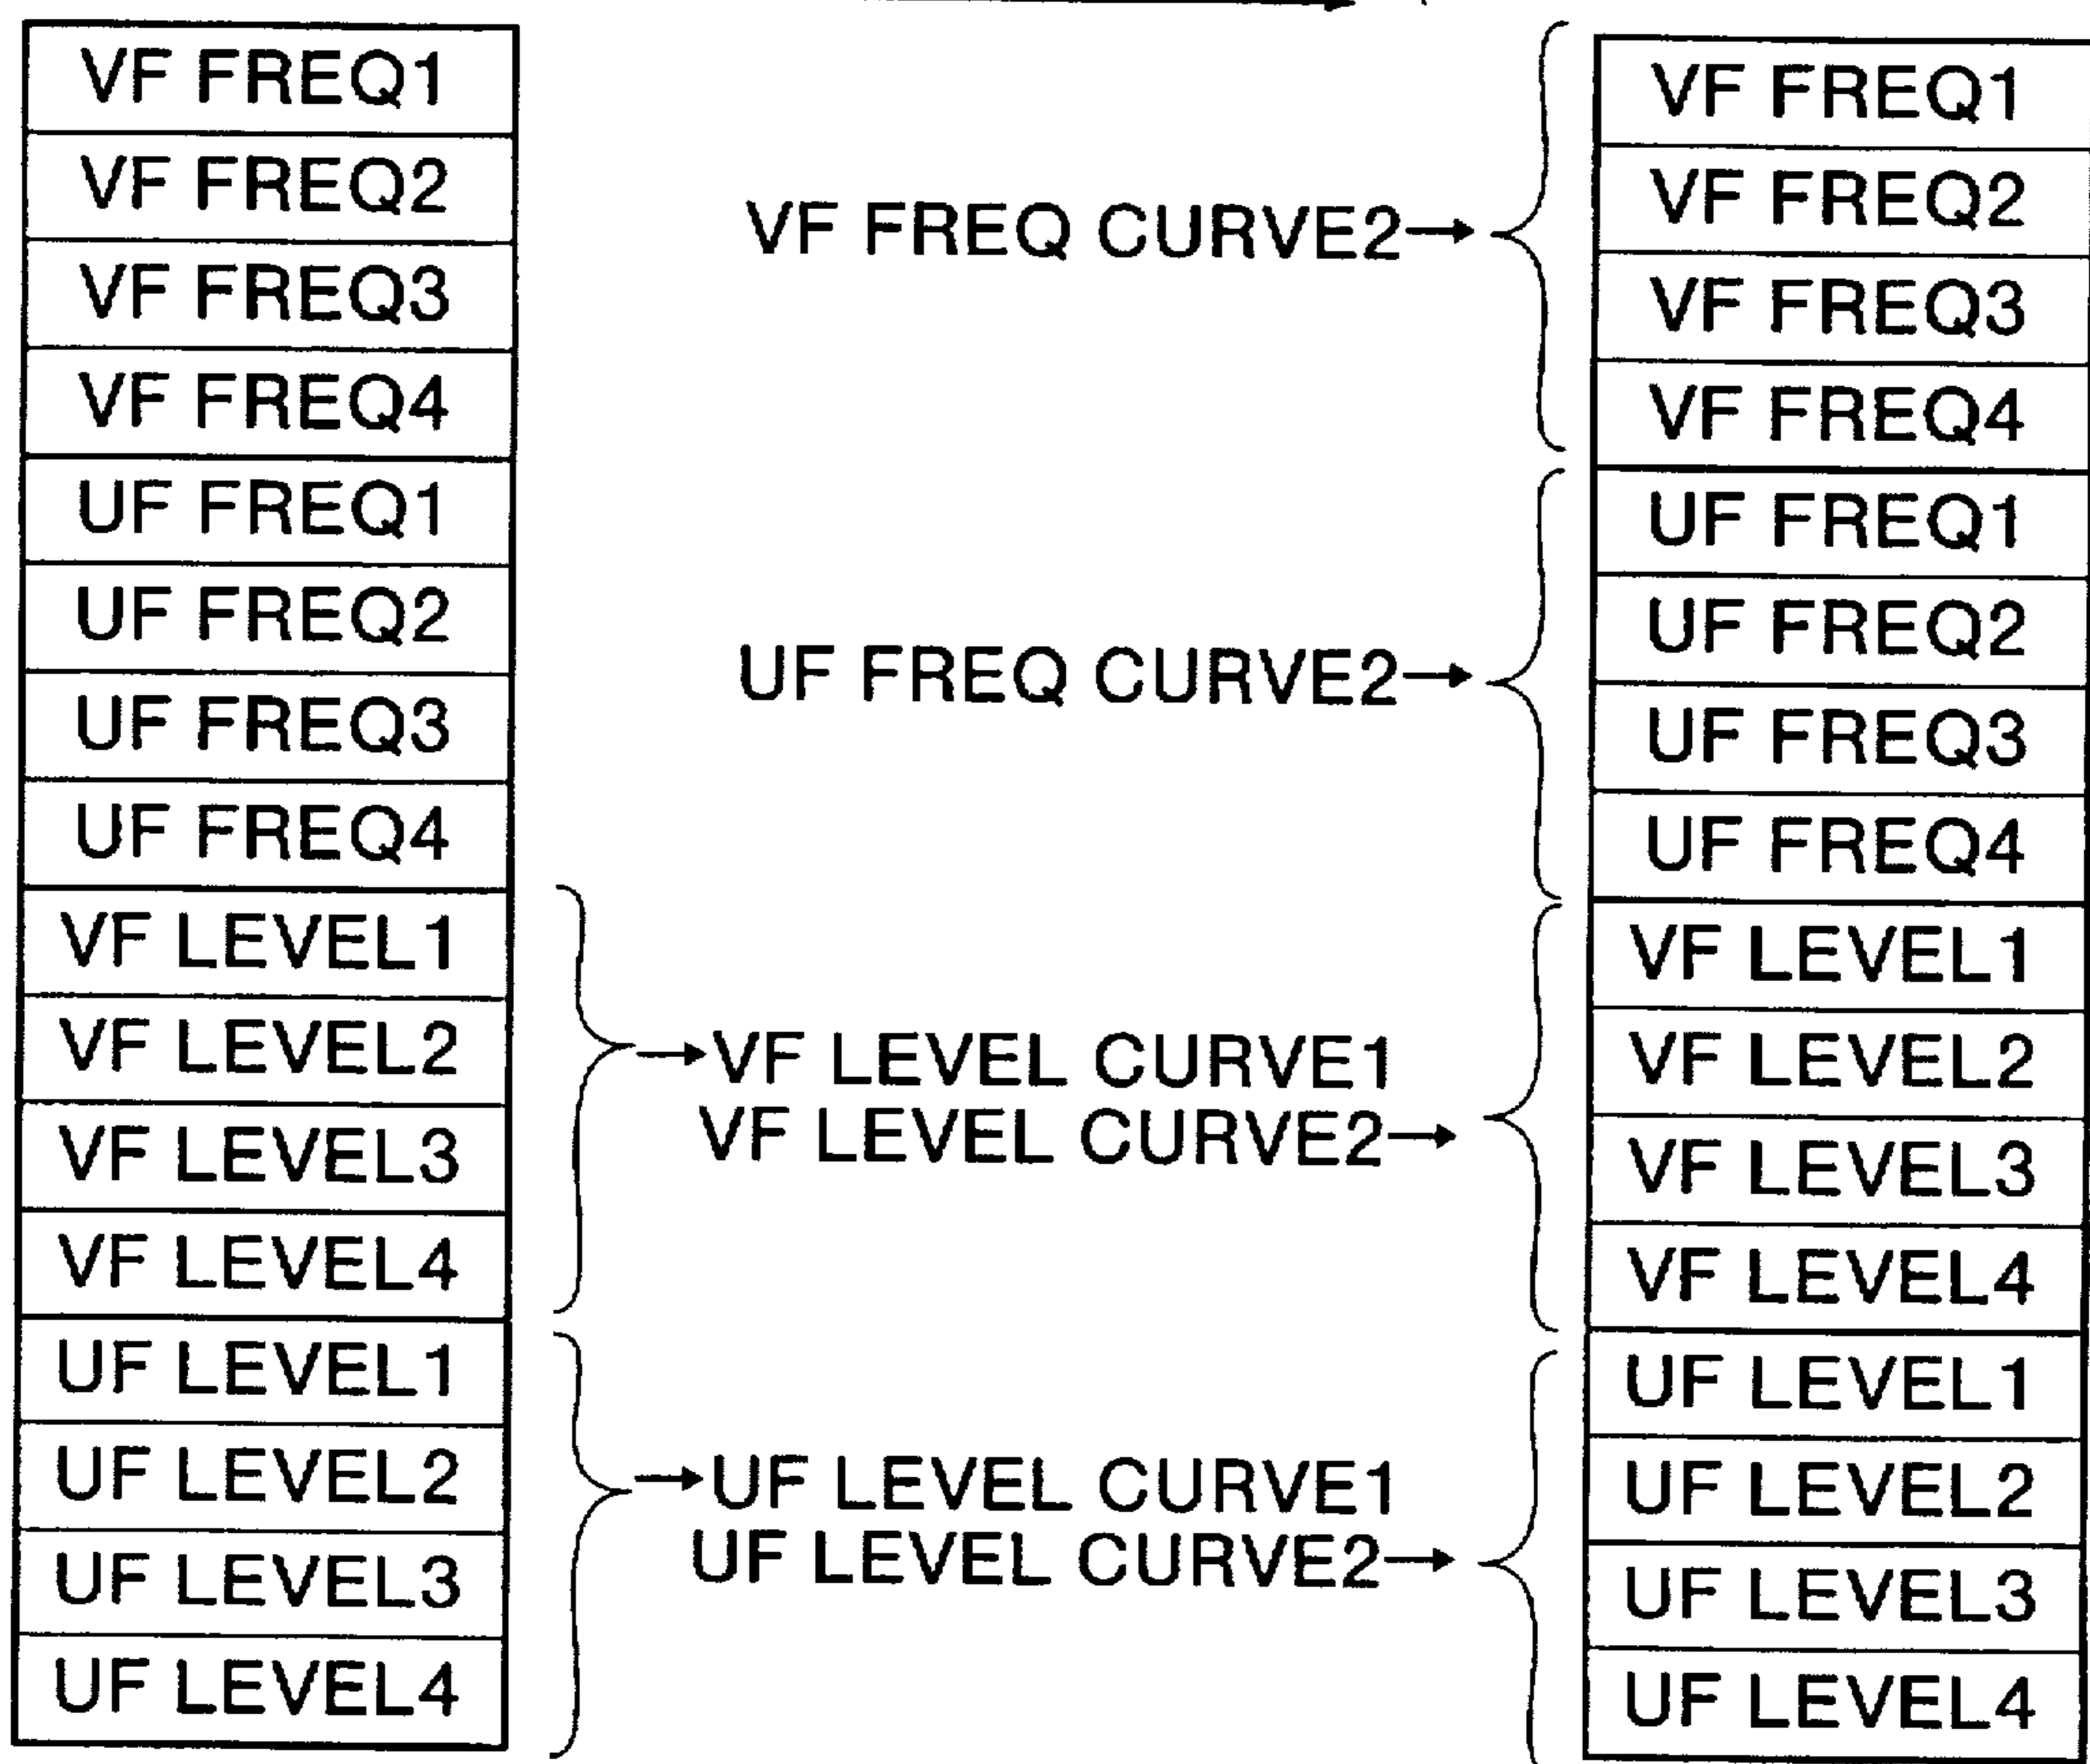 VF FREQ1
VF FREQ2
VF FREQ3
VF FREQ4
UF FREQ1
UF FREQ2
UF FREQ3
UF FREQ4
VF LEVEL1
VF LEVEL2
VF LEVEL3
VF LEVEL4
UF LEVEL1
UF LEVEL2
UF LEVEL3
UF LEVEL4
VF FREQ CURVE2
UF FREQ CURVE2
VF LEVEL CURVE1
VF LEVEL CURVE2
UF LEVEL CURVE1
UF LEVEL CURVE2
VF FREQ1
VF FREQ2
VF FREQ3
VF FREQ4
UF FREQ1
UF FREQ2
UF FREQ3
UF FREQ4
VF LEVEL1
VF LEVEL2
VF LEVEL3
VF LEVEL4
UF LEVEL1
UF LEVEL2
UF LEVEL3
UF LEVEL4